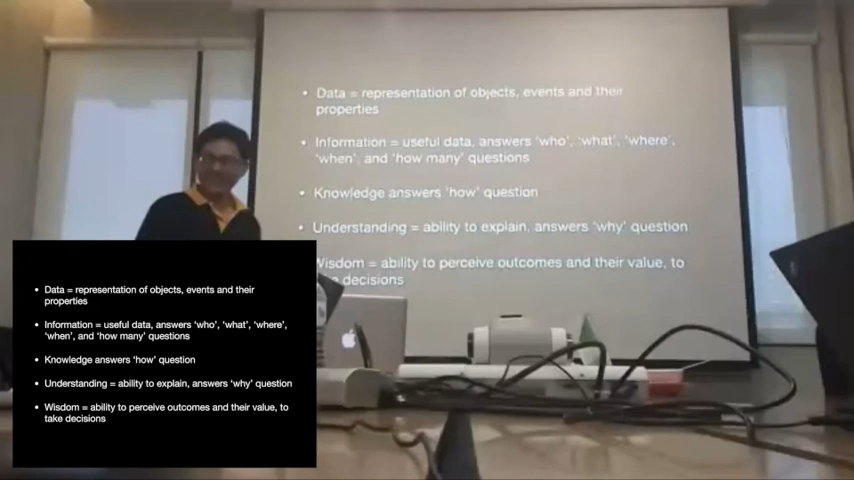 • Data = representation of objects, events and their
properties
• Information = useful data, answers ‘who’, ‘what’, ‘where’,
‘when’, and ‘how many’ questions
• Knowledge answers ‘how’ question
• Understanding = ability to explain, answers ‘why’ question
Wisdom = ability to perceive outcomes and their value, to
decisions
• Data = representation of objects, events and their
properties
• Information = useful data, answers ‘who’, ‘what’, ‘where’,
‘when’, and ‘how many’ questions
• Knowledge answers ‘how’ question
• Understanding = ability to explain, answers ‘why’ question
• Wisdom = ability to perceive outcomes and their value, to
take decisions